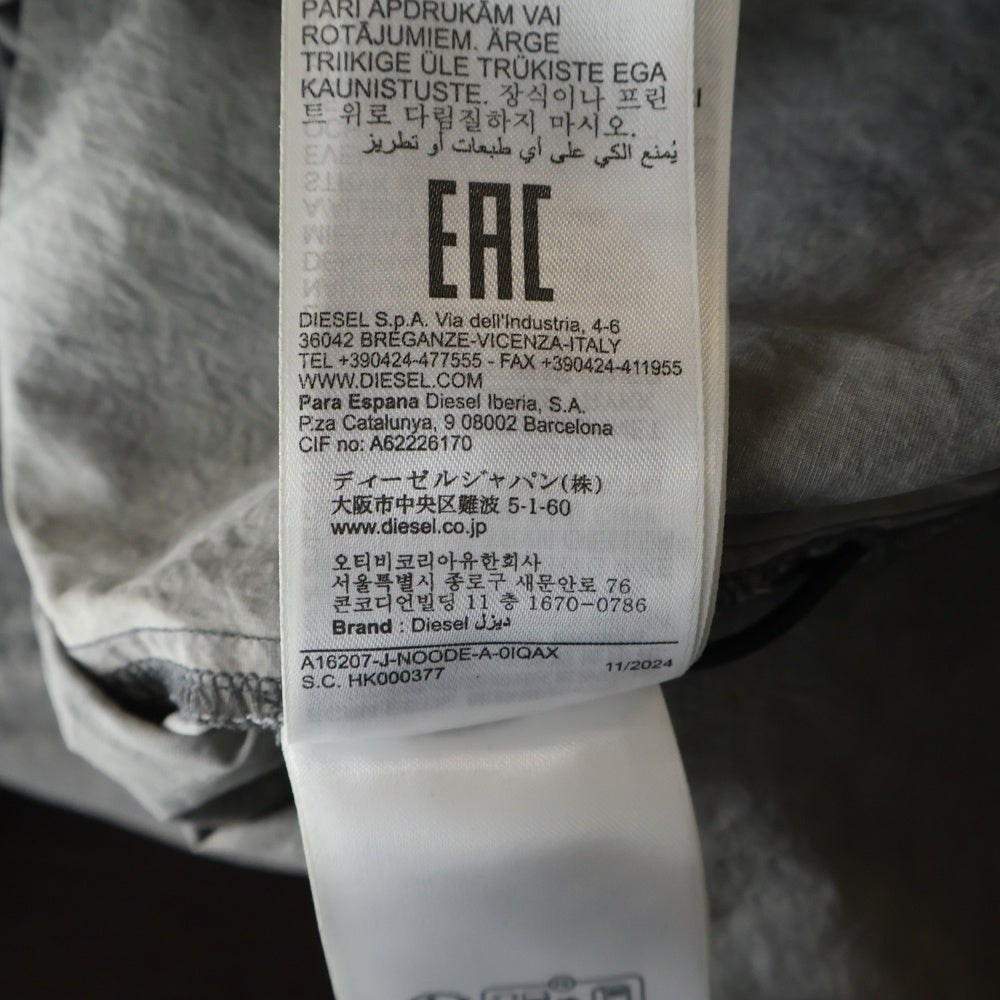 PARI APDRUKĀM VAI
ROTĀJUMIEM. ÄRGE
TRIIKIGE ÜLE TRÜKISTE EGA
KAUNISTUSTE. 장식이나 프린
트 위로 다림질하지 마시오.
يُمنع الكي على أي طبعات أو تطريز
EAC
DIESEL S.p.A. Via dell'Industria, 4-6
36042 BREGANZE-VICENZA-ITALY
TEL +390424-477555 - FAX +390424-411955
WWW.DIESEL.COM
Para Espana Diesel Iberia, S.A.
P.za Catalunya, 9 08002 Barcelona
CIF no: A62226170
ディーゼルジャパン(株)
大阪市中央区難波 5-1-60
www.diesel.co.jp
오티비코리아유한회사
서울특별시 종로구 새문안로 76
콘코디언빌딩 11 층 1670-0786
Brand : Diesel ديزل
A16207-J-NOODE-A-0IQAX
S.C. HK000377
11/2024